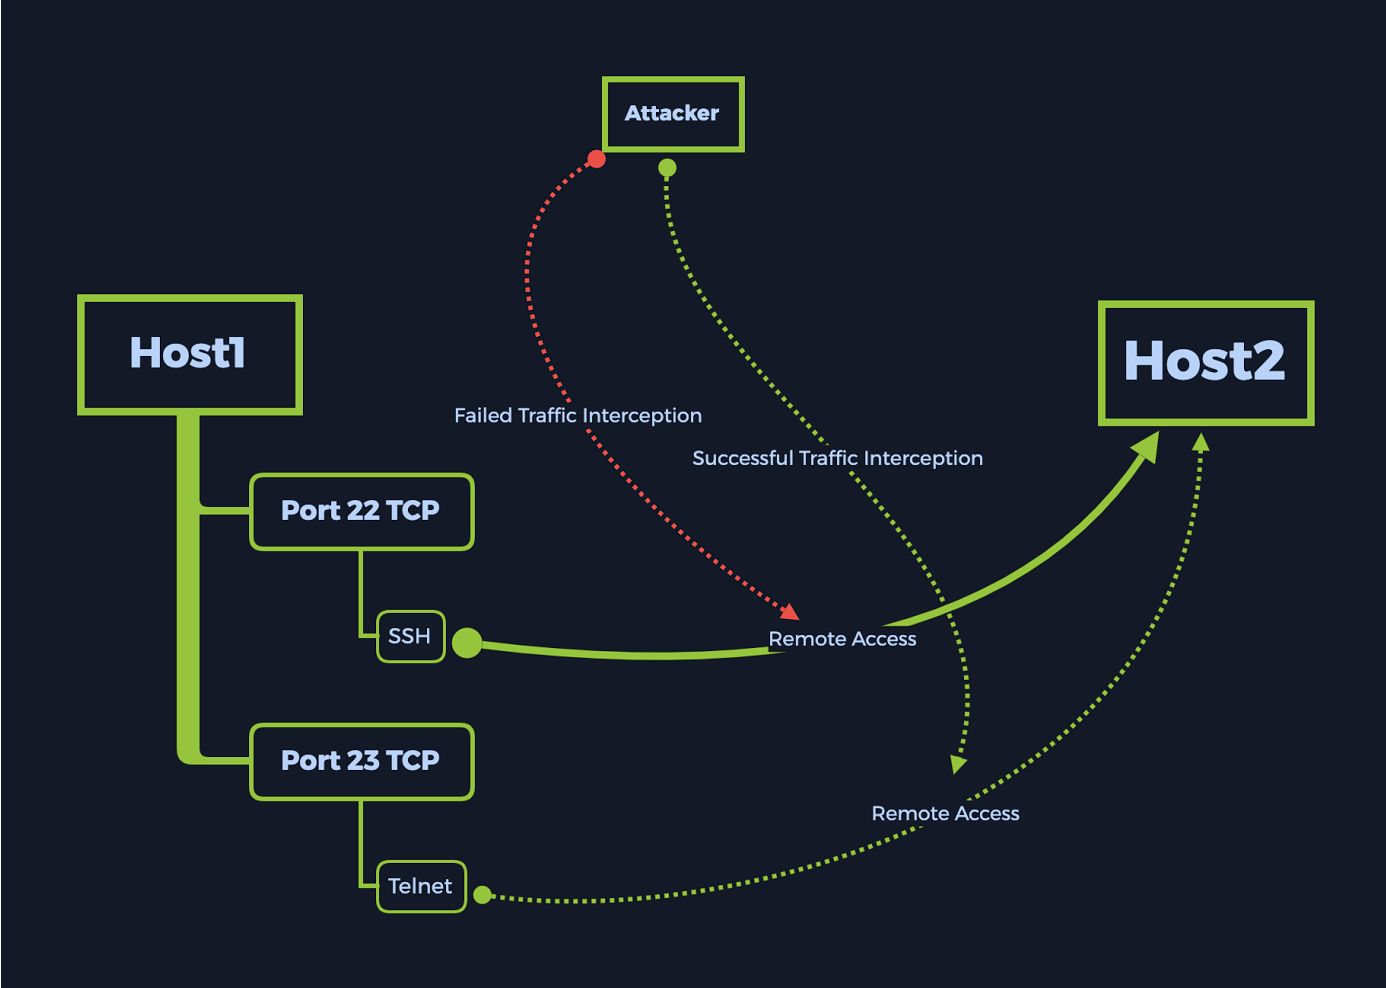 Attacker
Host1
Host2
Failed Traffic Interception
Successful Traffic Interception
Port 22 TCP
SSH
Remote Access
Port 23 TCP
Remote Access
Telnet